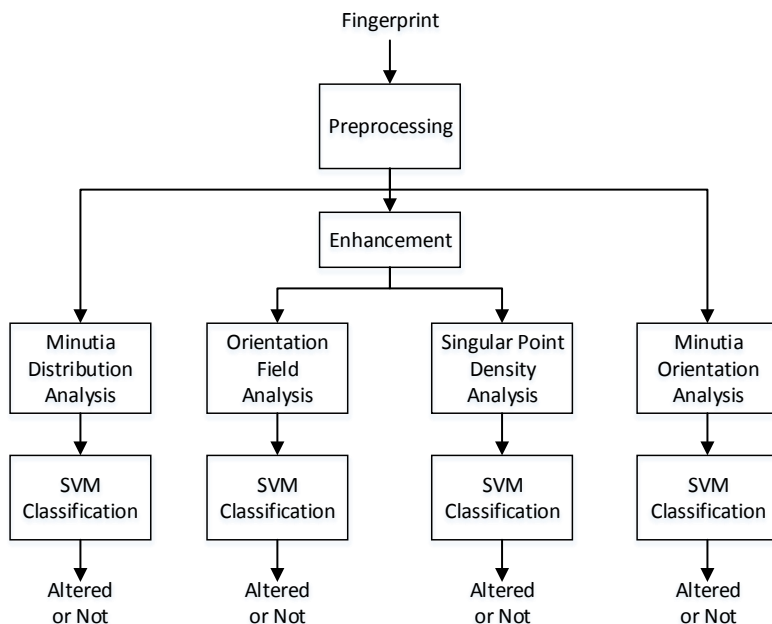 Fingerprint
Preprocessing
Enhancement
Minutia
Distribution
Analysis
Orientation
Field
Analysis
Singular Point
Density
Analysis
Minutia
Orientation
Analysis
SVM
Classification
SVM
Classification
SVM
Classification
SVM
Classification
Altered
or Not
Altered
or Not
Altered
or Not
Altered
or Not